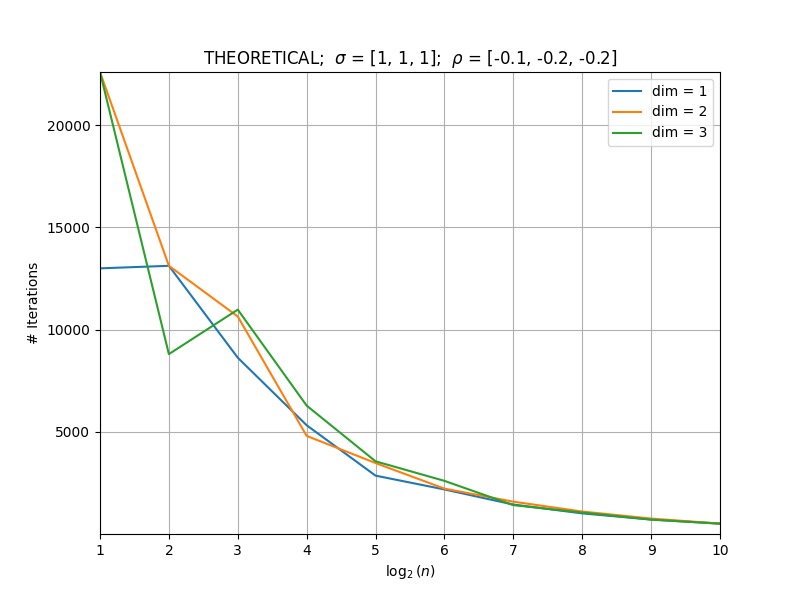 THEORETICAL; σ = [1, 1, 1]; ρ = [-0.1, -0.2, -0.2]
dim = 1
dim = 2
dim = 3
20000
15000
10000
5000
# Iterations
1 2 3 4 5 6 7 8 9 10
log₂(n)